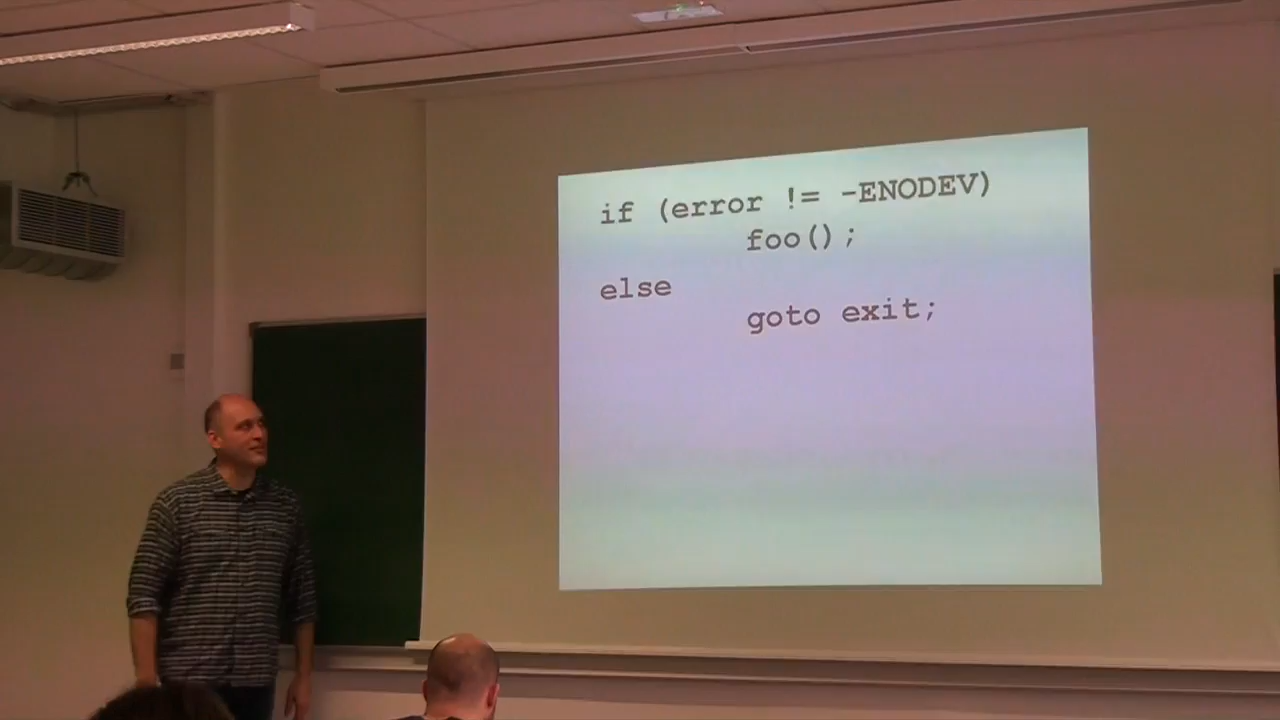 if (error != -ENODEV)
foo();
else
goto exit;